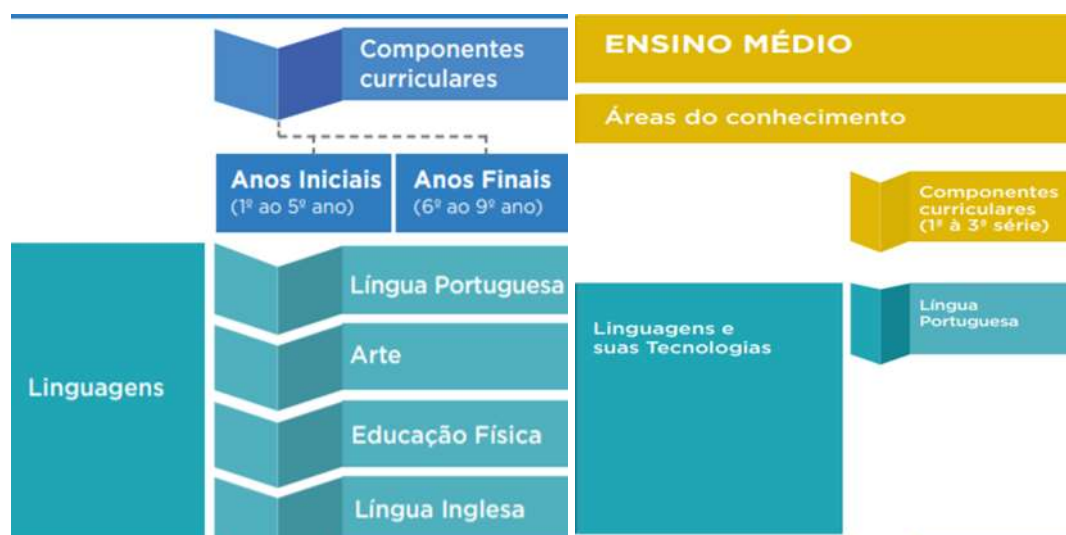 Componentes
curriculares
Anos Iniciais
(1º ao 5º ano)
Anos Finais
(6º ao 9º ano)
Linguagens
Língua Portuguesa
Arte
Educação Física
Língua Inglesa
ENSINO MÉDIO
Áreas do conhecimento
Componentes
curriculares
(1ª à 3ª série)
Linguagens e
suas Tecnologias
Língua
Portuguesa